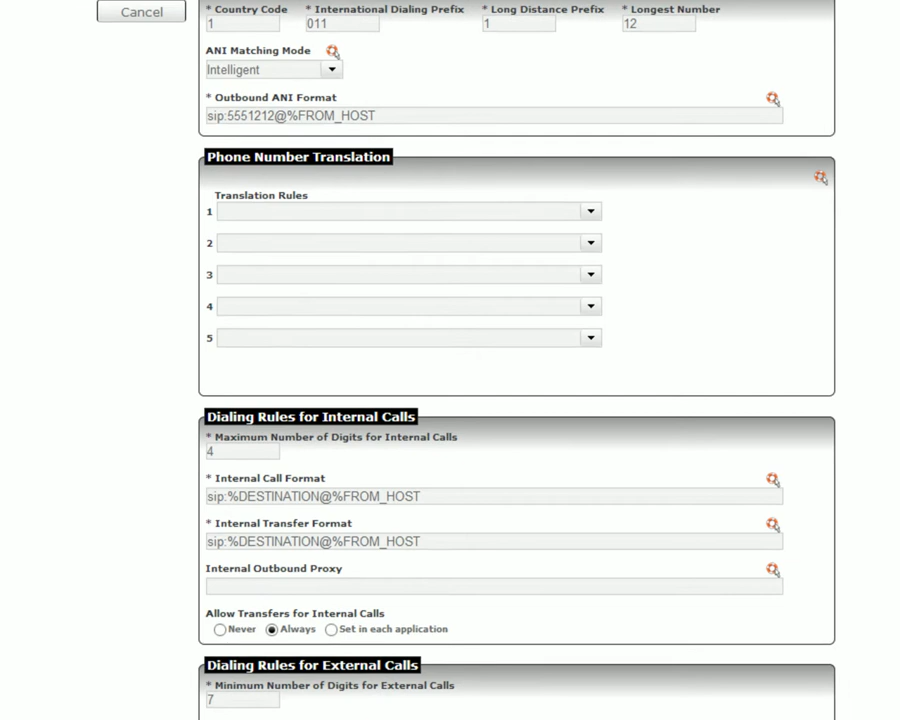 Cancel
* Country Code * International Dialing Prefix * Long Distance Prefix * Longest Number
1 011 1 12
ANI Matching Mode
Intelligent
* Outbound ANI Format
sip:5551212@%FROM_HOST
Phone Number Translation
Translation Rules
1
2
3
4
5
Dialing Rules for Internal Calls
* Maximum Number of Digits for Internal Calls
4
* Internal Call Format
sip:%DESTINATION@%FROM_HOST
* Internal Transfer Format
sip:%DESTINATION@%FROM_HOST
Internal Outbound Proxy
Allow Transfers for Internal Calls
Never Always Set in each application
Dialing Rules for External Calls
* Minimum Number of Digits for External Calls
7